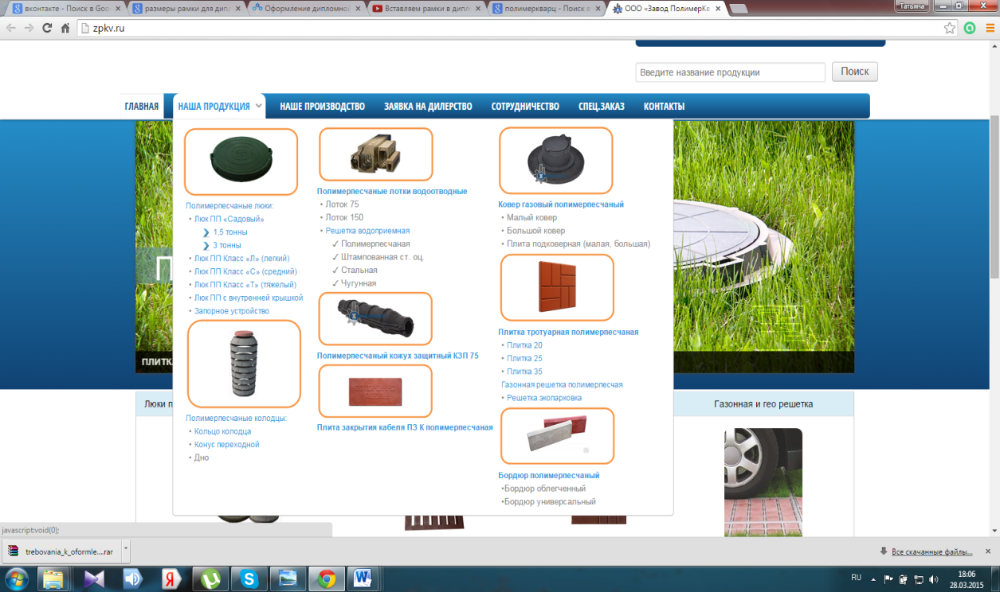 вконтакте - Поиск в Goo
размеры рамки для дип
Оформление дипломной
Вставляем рамки в дипл
полимеркварц - Поиск в
ООО «Завод ПолимерКв
Татьяна
zpkv.ru
Введите название продукции
Поиск
ГЛАВНАЯ
НАША ПРОДУКЦИЯ
НАШЕ ПРОИЗВОДСТВО
ЗАЯВКА НА ДИЛЕРСТВО
СОТРУДНИЧЕСТВО
СПЕЦ.ЗАКАЗ
КОНТАКТЫ
Полимерпесчаные люки:
• Люк ПП «Садовый»
1,5 тонны
3 тонны
• Люк ПП Класс «Л» (легкий)
• Люк ПП Класс «С» (средний)
• Люк ПП Класс «Т» (тяжелый)
• Люк ПП с внутренней крышкой
• Запорное устройство
Полимерпесчаные колодцы:
• Кольцо колодца
• Конус переходной
• Дно
Полимерпесчаные лотки водоотводные
• Лоток 75
• Лоток 150
• Решетка водоприемная
✓ Полимерпесчаная
✓ Штампованная ст. оц.
✓ Стальная
✓ Чугунная
Полимерпесчаный кожух защитный КЗП 75
Плита закрытия кабеля ПЗ К полимерпесчаная
Ковер газовый полимерпесчаный
• Малый ковер
• Большой ковер
• Плита подковерная (малая, большая)
Плитка тротуарная полимерпесчаная
• Плитка 20
• Плитка 25
• Плитка 35
Газонная решетка полимерпесчая
• Решетка экопарковка
Бордюр полимерпесчаный
•Бордюр облегченный
•Бордюр универсальный
П
ПЛИТК
Люки п
Газонная и гео решетка
javascript:void(0);
trebovania_k_oformle....rar
Все скачанные файлы...
RU
18:06
28.03.2015